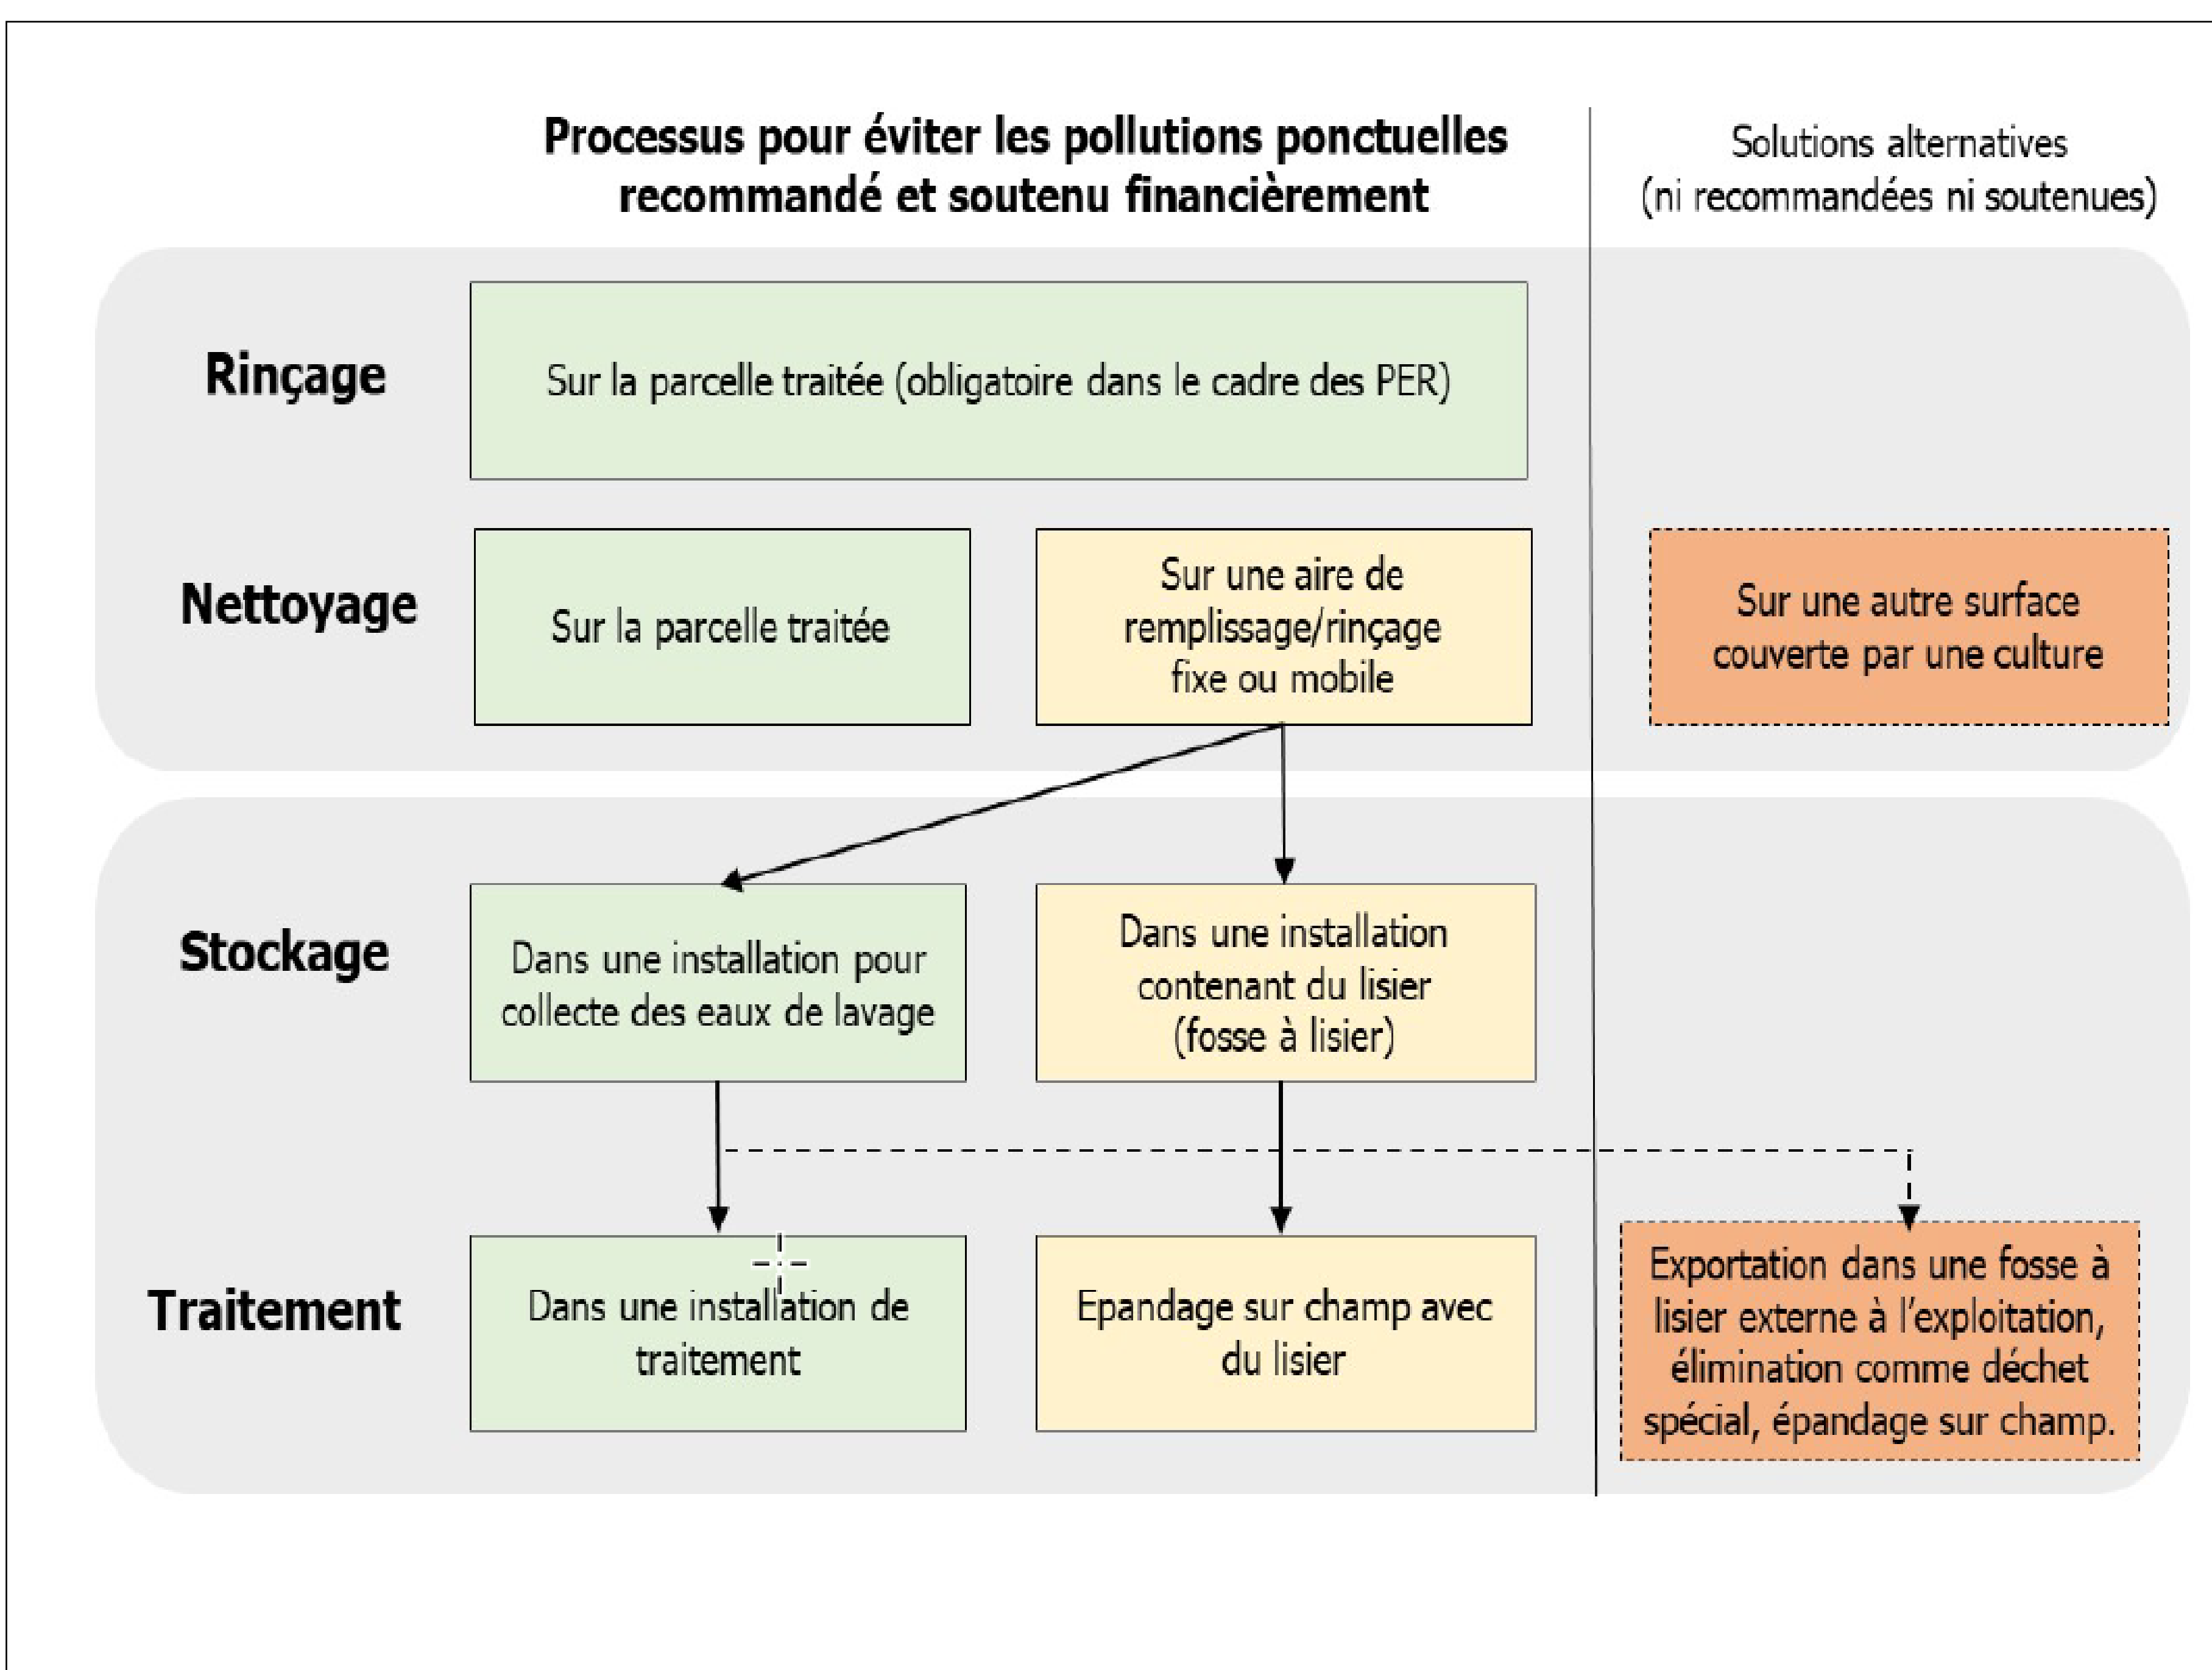 Processus pour éviter les pollutions ponctuelles
recommandé et soutenu financièrement
Solutions alternatives
(ni recommandées ni soutenues)
Rinçage
Sur la parcelle traitée (obligatoire dans le cadre des PER)
Nettoyage
Sur la parcelle traitée
Sur une aire de
remplissage/rinçage
fixe ou mobile
Sur une autre surface
couverte par une culture
Stockage
Dans une installation pour
collecte des eaux de lavage
Dans une installation
contenant du lisier
(fosse à lisier)
Traitement
Dans une installation de
traitement
Epandage sur champ avec
du lisier
Exportation dans une fosse à
lisier externe à l'exploitation,
élimination comme déchet
spécial, épandage sur champ.